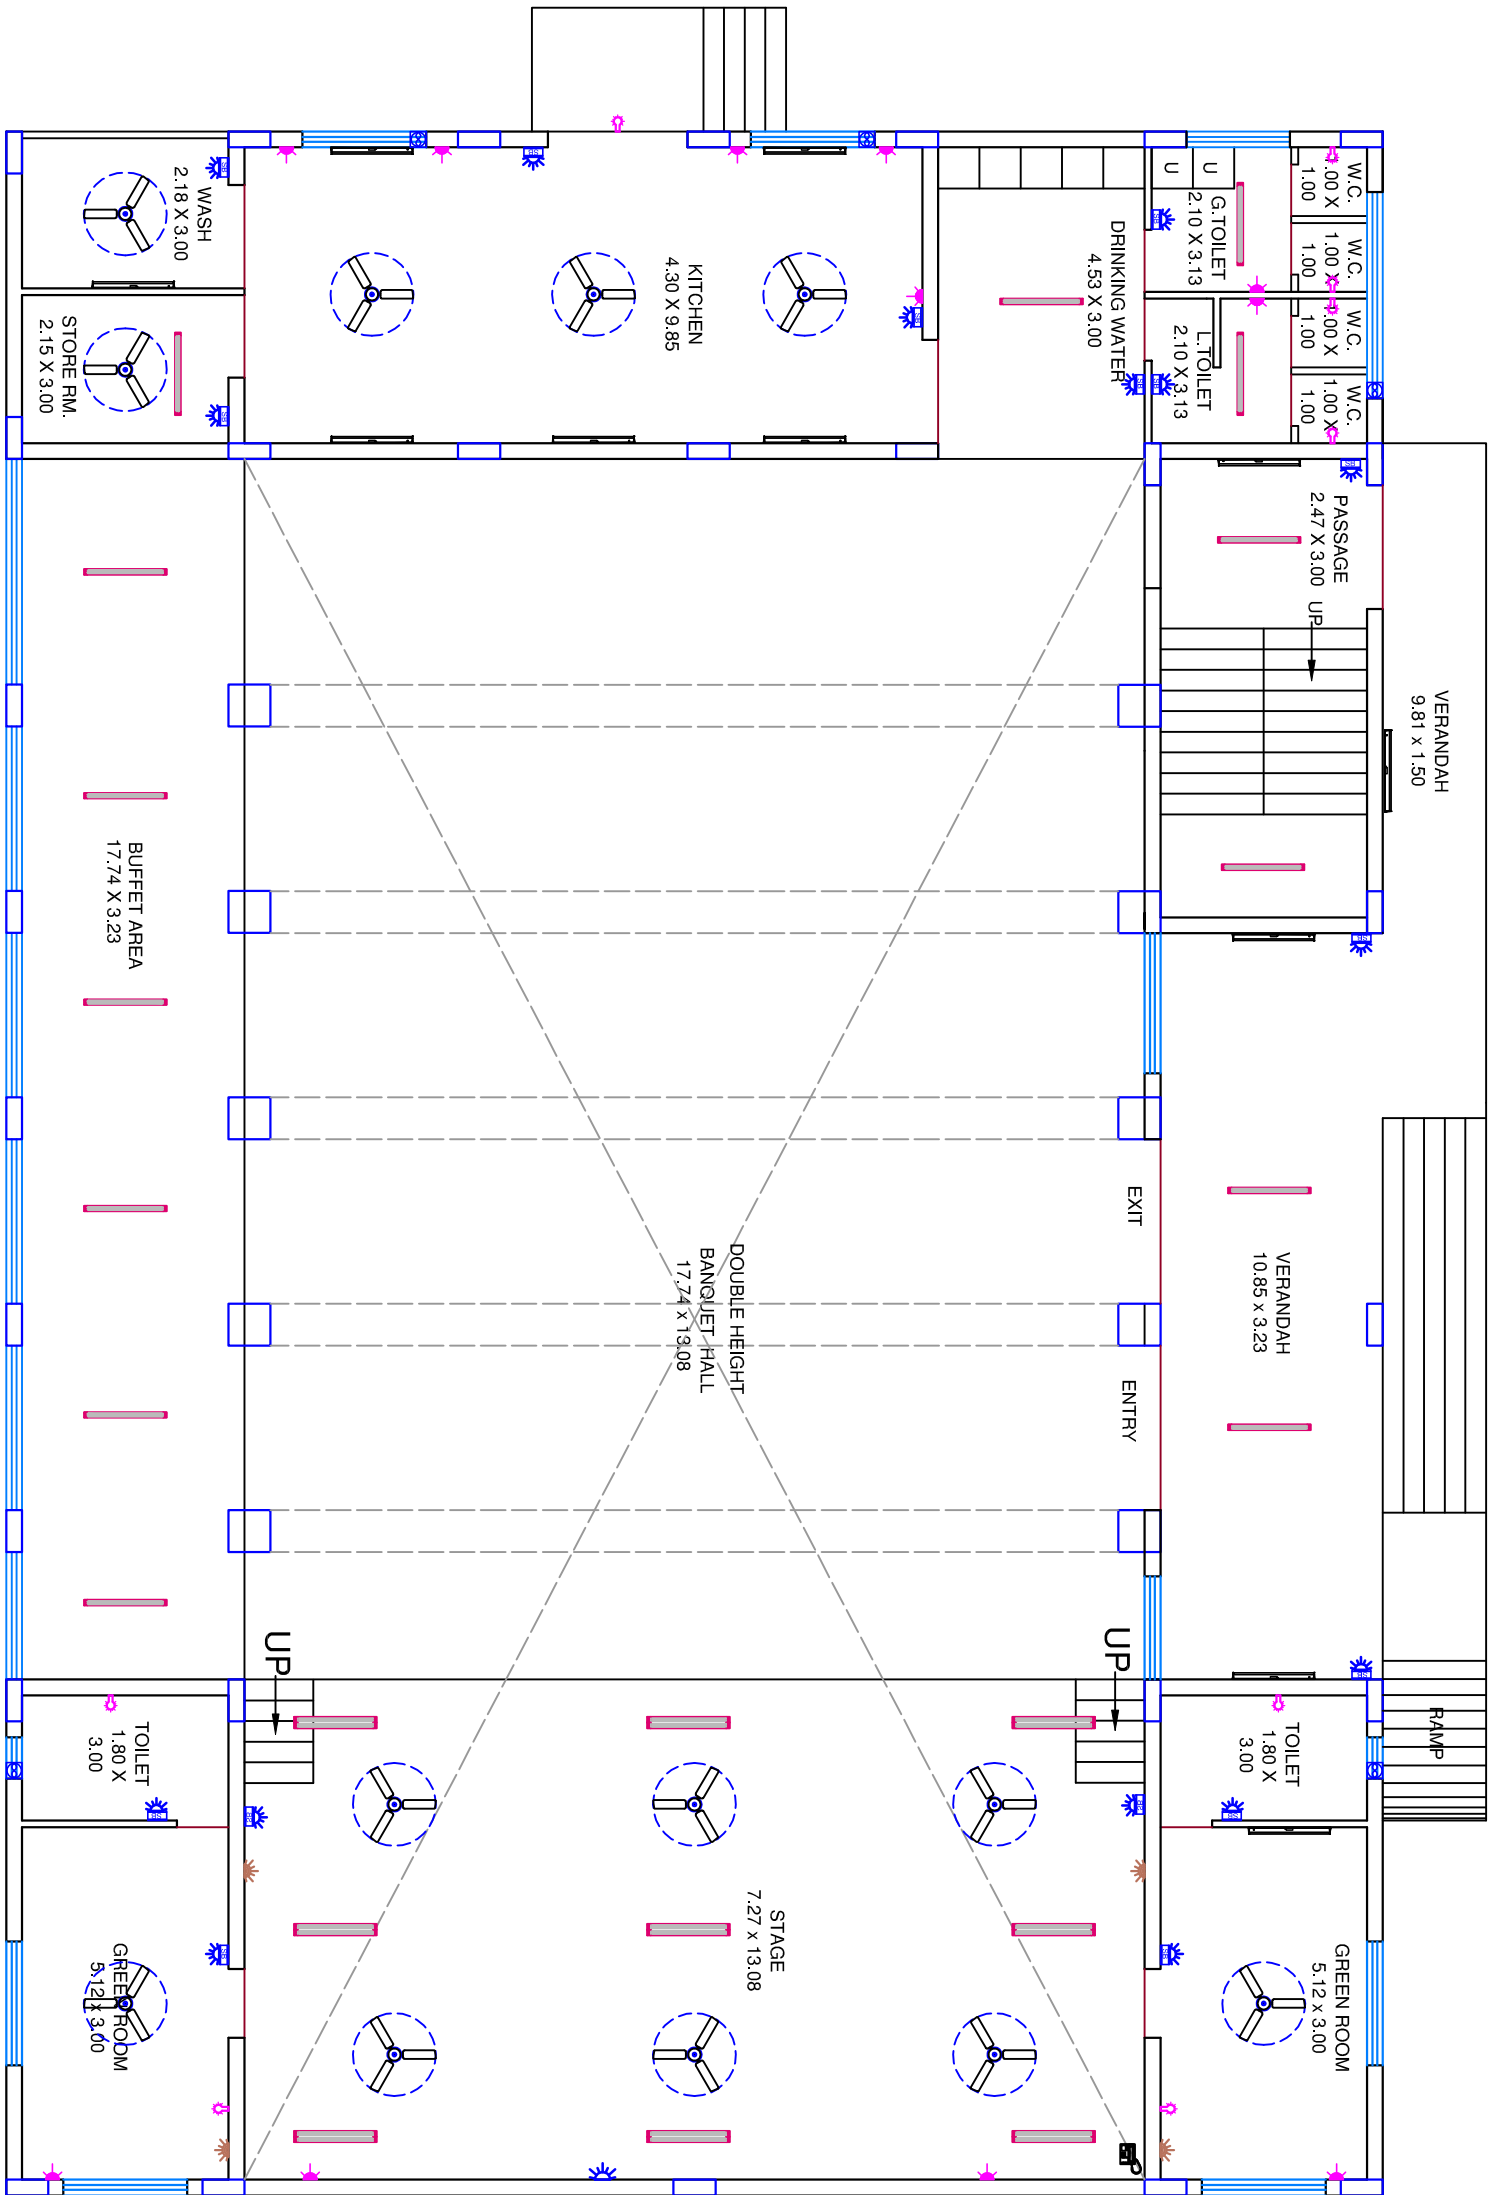 VERANDAH
9.81 x 1.50
RAMP
W.C.
.00 X
1.00
W.C.
1.00 X
1.00
W.C.
.00 X
1.00
W.C.
1.00 X
1.00
PASSAGE
2.47 X 3.00
UP
VERANDAH
10.85 x 3.23
TOILET
1.80 X
3.00
GREEN ROOM
5.12 x 3.00
U
U
G.TOILET
2.10 X 3.13
L.TOILET
2.10 X 3.13
DRINKING WATER
4.53 X 3.00
EXIT
ENTRY
UP
KITCHEN
4.30 X 9.85
DOUBLE HEIGHT
BANQUET HALL
17.74 x 13.08
STAGE
7.27 x 13.08
UP
WASH
2.18 X 3.00
STORE RM.
2.15 X 3.00
BUFFET AREA
17.74 X 3.23
TOILET
1.80 X
3.00
GREEN ROOM
5.12 x 3.00